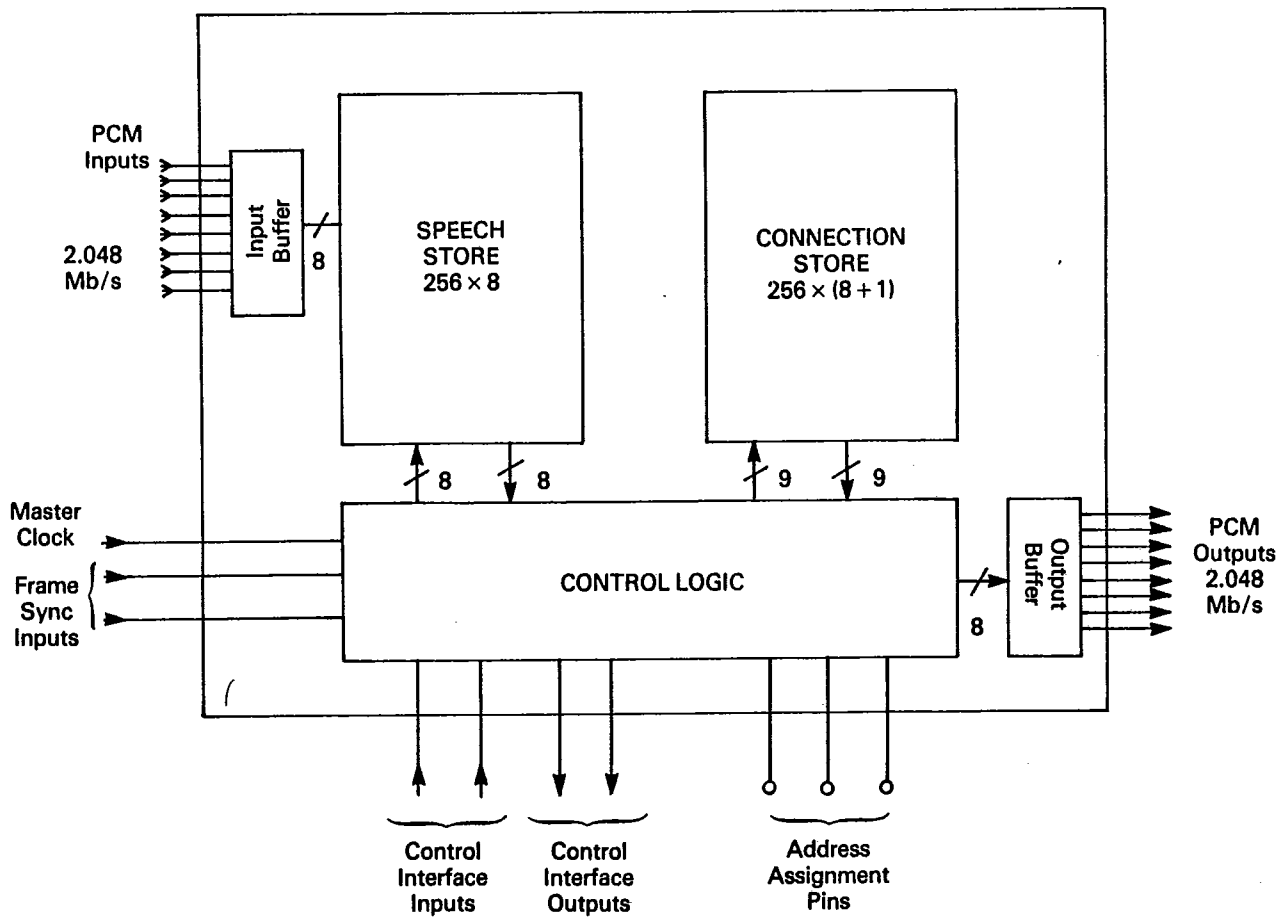 PCM
Inputs
2.048
Mb/s
Input
Buffer
8
SPEECH
STORE
256 × 8
CONNECTION
STORE
256 × (8 + 1)
8
8
9
9
Master
Clock
Frame
Sync
Inputs
CONTROL LOGIC
8
Output
Buffer
PCM
Outputs
2.048
Mb/s
Control
Interface
Inputs
Control
Interface
Outputs
Address
Assignment
Pins